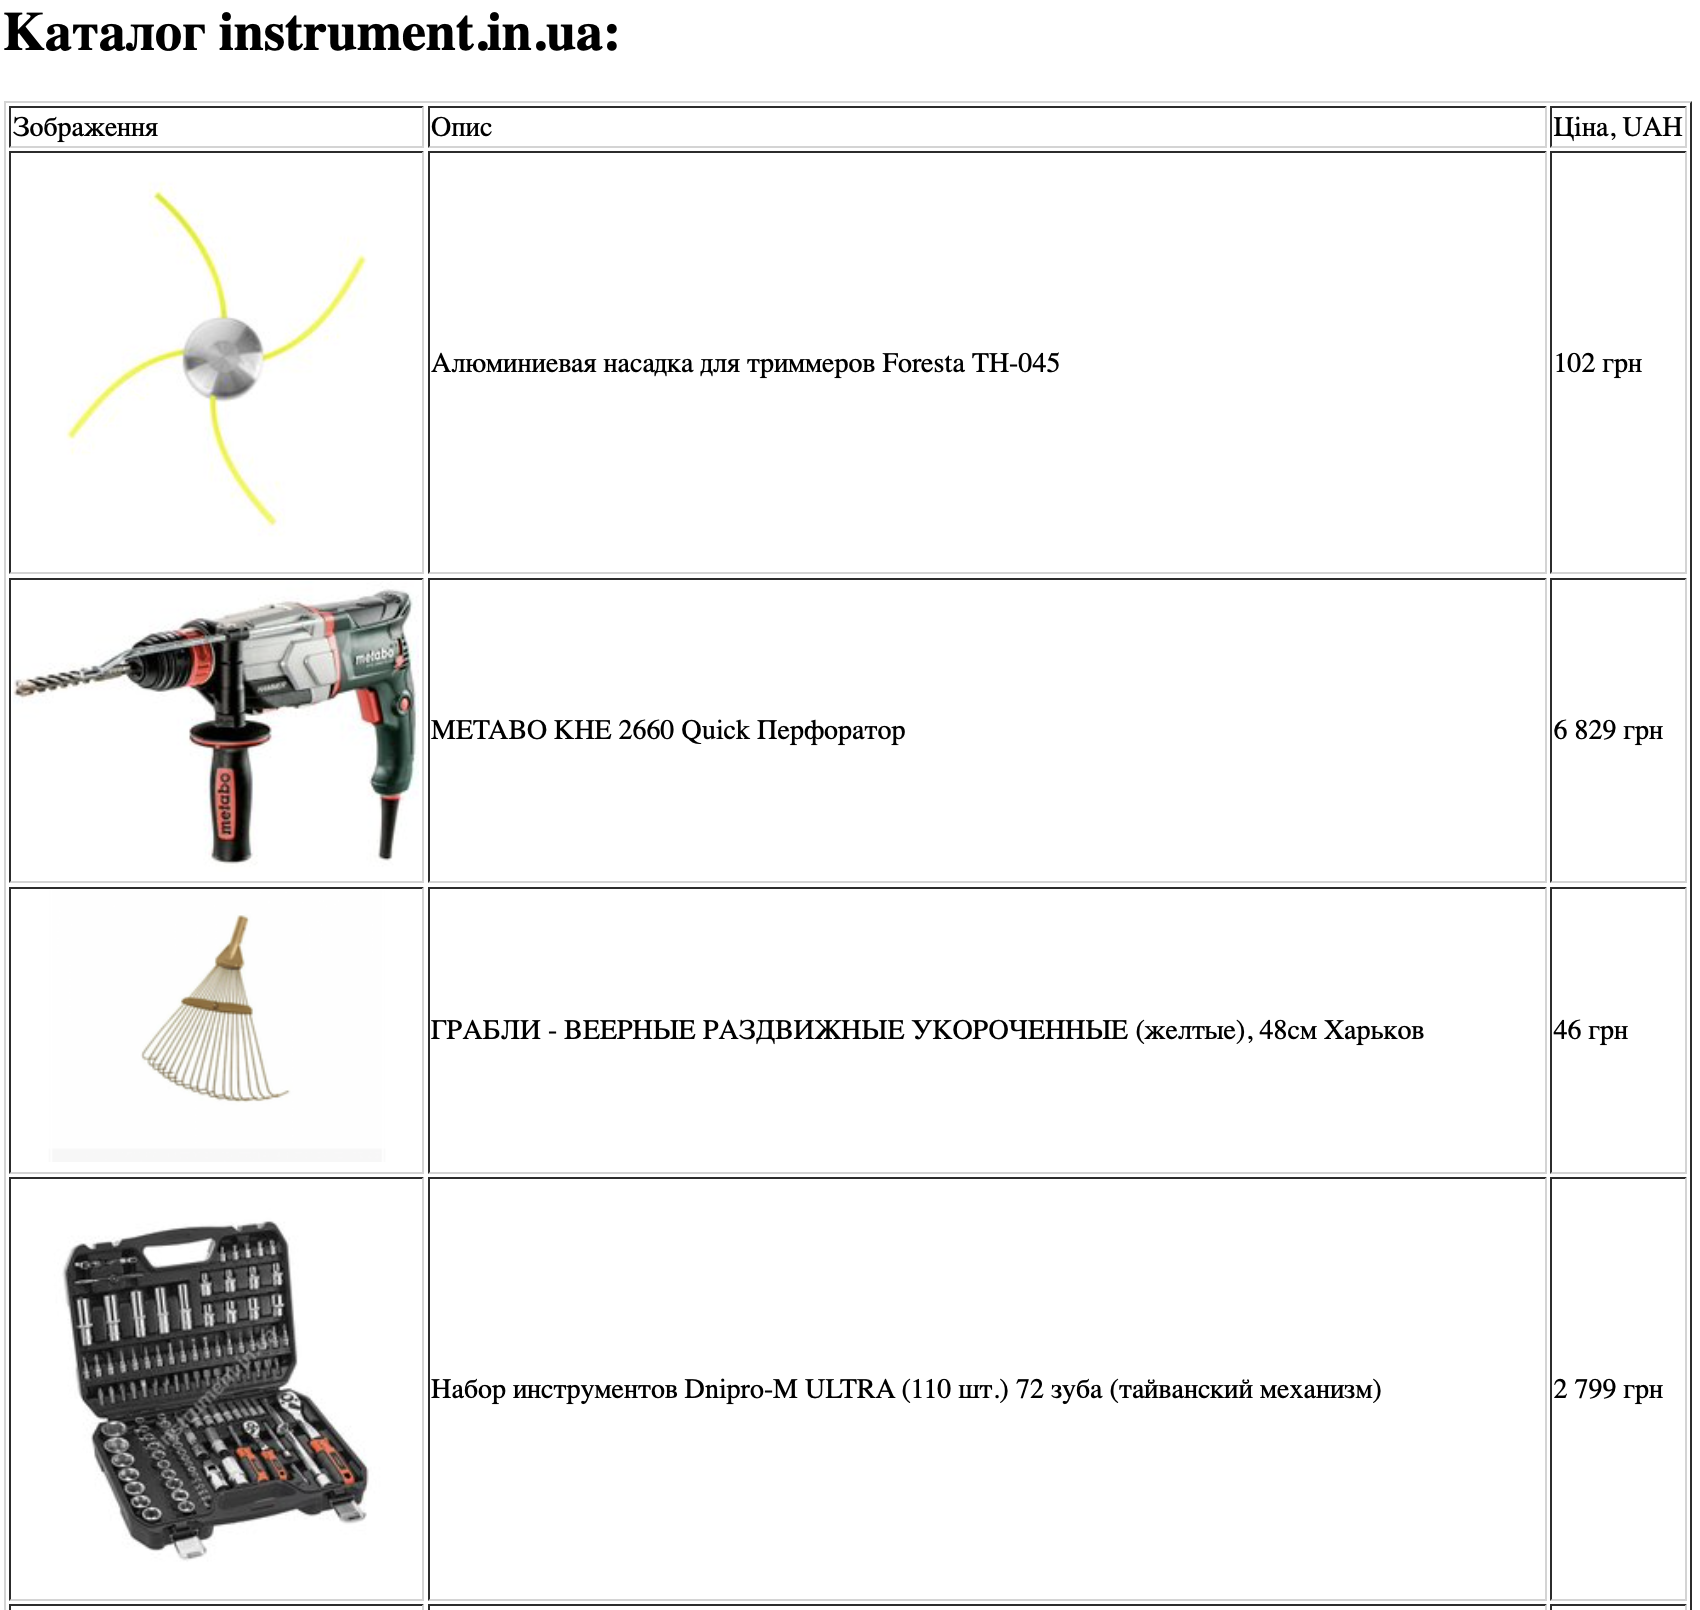 Каталог instrument.in.ua:
Зображення Опис Ціна, UAH
Алюминиевая насадка для триммеров Foresta TH-045 102 грн
metabo
metabo
METABO KHE 2660 Quick Перфоратор 6 829 грн
ГРАБЛИ - ВЕЕРНЫЕ РАЗДВИЖНЫЕ УКОРОЧЕННЫЕ (желтые), 48см Харьков 46 грн
Набор инструментов Dnipro-M ULTRA (110 шт.) 72 зуба (тайванский механизм) 2 799 грн